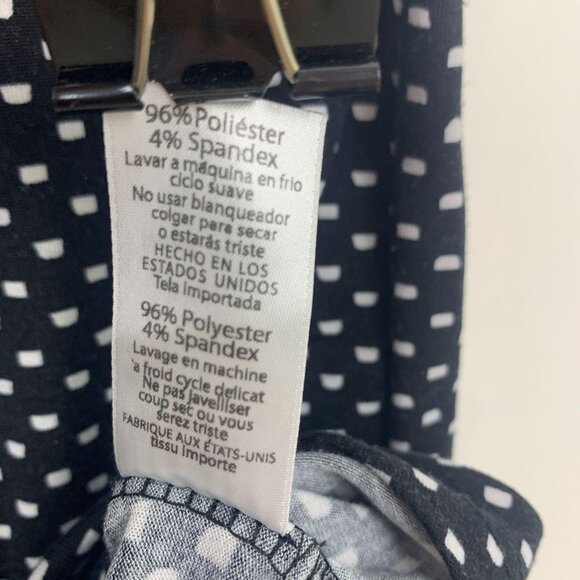 96% Poliéster
4% Spandex
Lavar a máquina en frio
ciclo suave
No usar blanqueador
colgar para secar
o estarás triste
HECHO EN LOS
ESTADOS UNIDOS
Tela importada
96% Polyester
4% Spandex
Lavage en machine
a froid cycle delicat
Ne pas javelliser
coup sec ou vous
serez triste
FABRIQUE AUX ÉTATS-UNIS
tissu importe